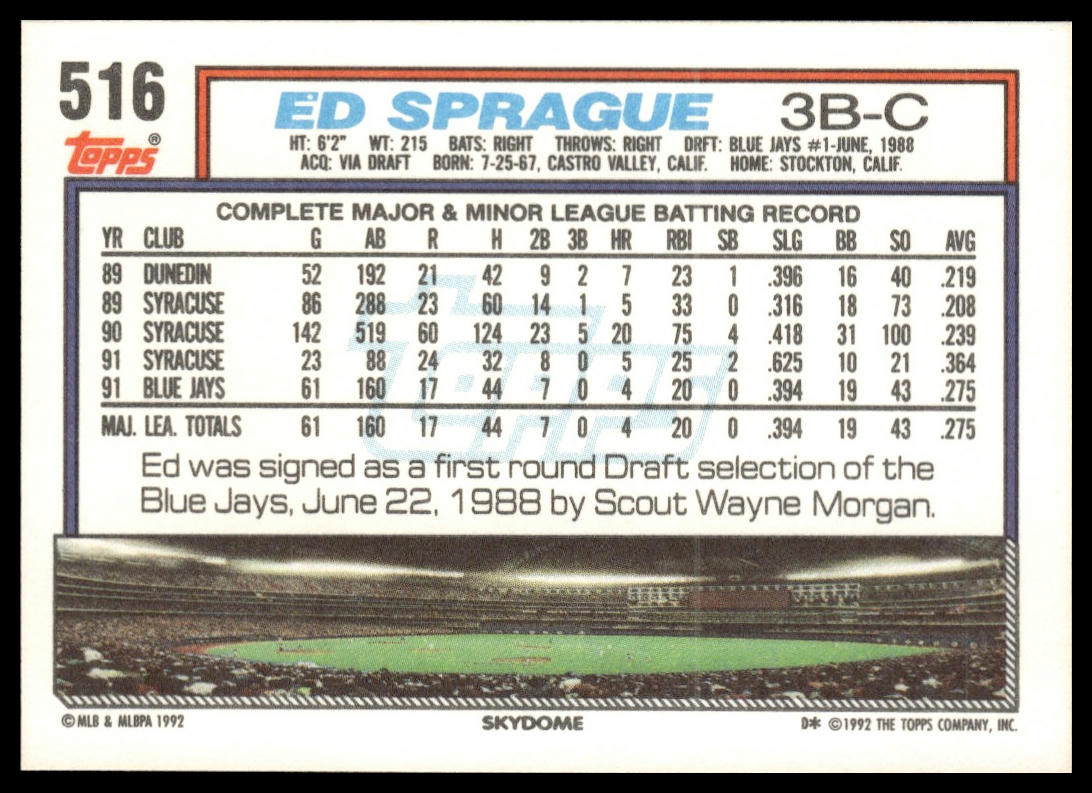 516
Topps®
ED SPRAGUE 3B-C
HT: 6'2" WT: 215 BATS: RIGHT THROWS: RIGHT DRFT: BLUE JAYS #1-JUNE, 1988
ACQ: VIA DRAFT BORN: 7-25-67, CASTRO VALLEY, CALIF. HOME: STOCKTON, CALIF.
COMPLETE MAJOR & MINOR LEAGUE BATTING RECORD
YR CLUB G AB R H 2B 3B HR RBI SB SLG BB SO AVG
89 DUNEDIN 52 192 21 42 9 2 7 23 1 .396 16 40 .219
89 SYRACUSE 86 288 23 60 14 1 5 33 0 .316 18 73 .208
90 SYRACUSE 142 519 60 124 23 5 20 75 4 .418 31 100 .239
91 SYRACUSE 23 88 24 32 8 0 5 25 2 .625 10 21 .364
91 BLUE JAYS 61 160 17 44 7 0 4 20 0 .394 19 43 .275
MAJ. LEA. TOTALS 61 160 17 44 7 0 4 20 0 .394 19 43 .275
Topps
Ed was signed as a first round Draft selection of the
Blue Jays, June 22, 1988 by Scout Wayne Morgan.
© MLB & MLBPA 1992 SKYDOME D* ©1992 THE TOPPS COMPANY, INC.